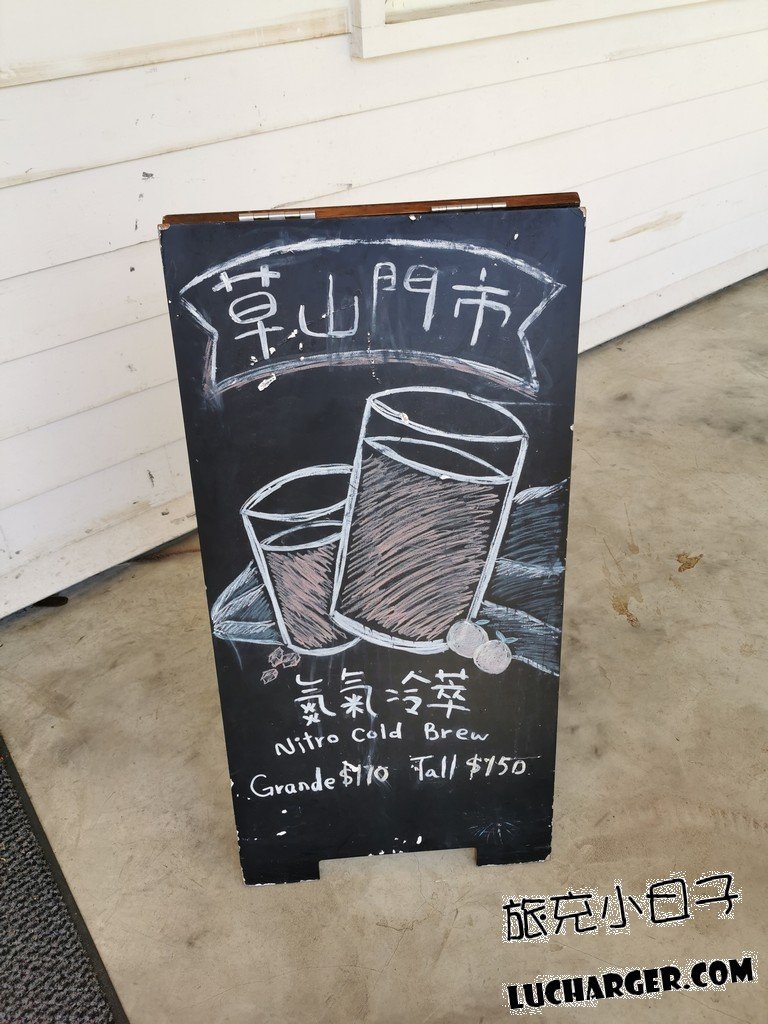 草山門市
氮氣冷萃
Nitro Cold Brew
Grande $170 Tall $150
旅充小日子
LUCHARGER.COM